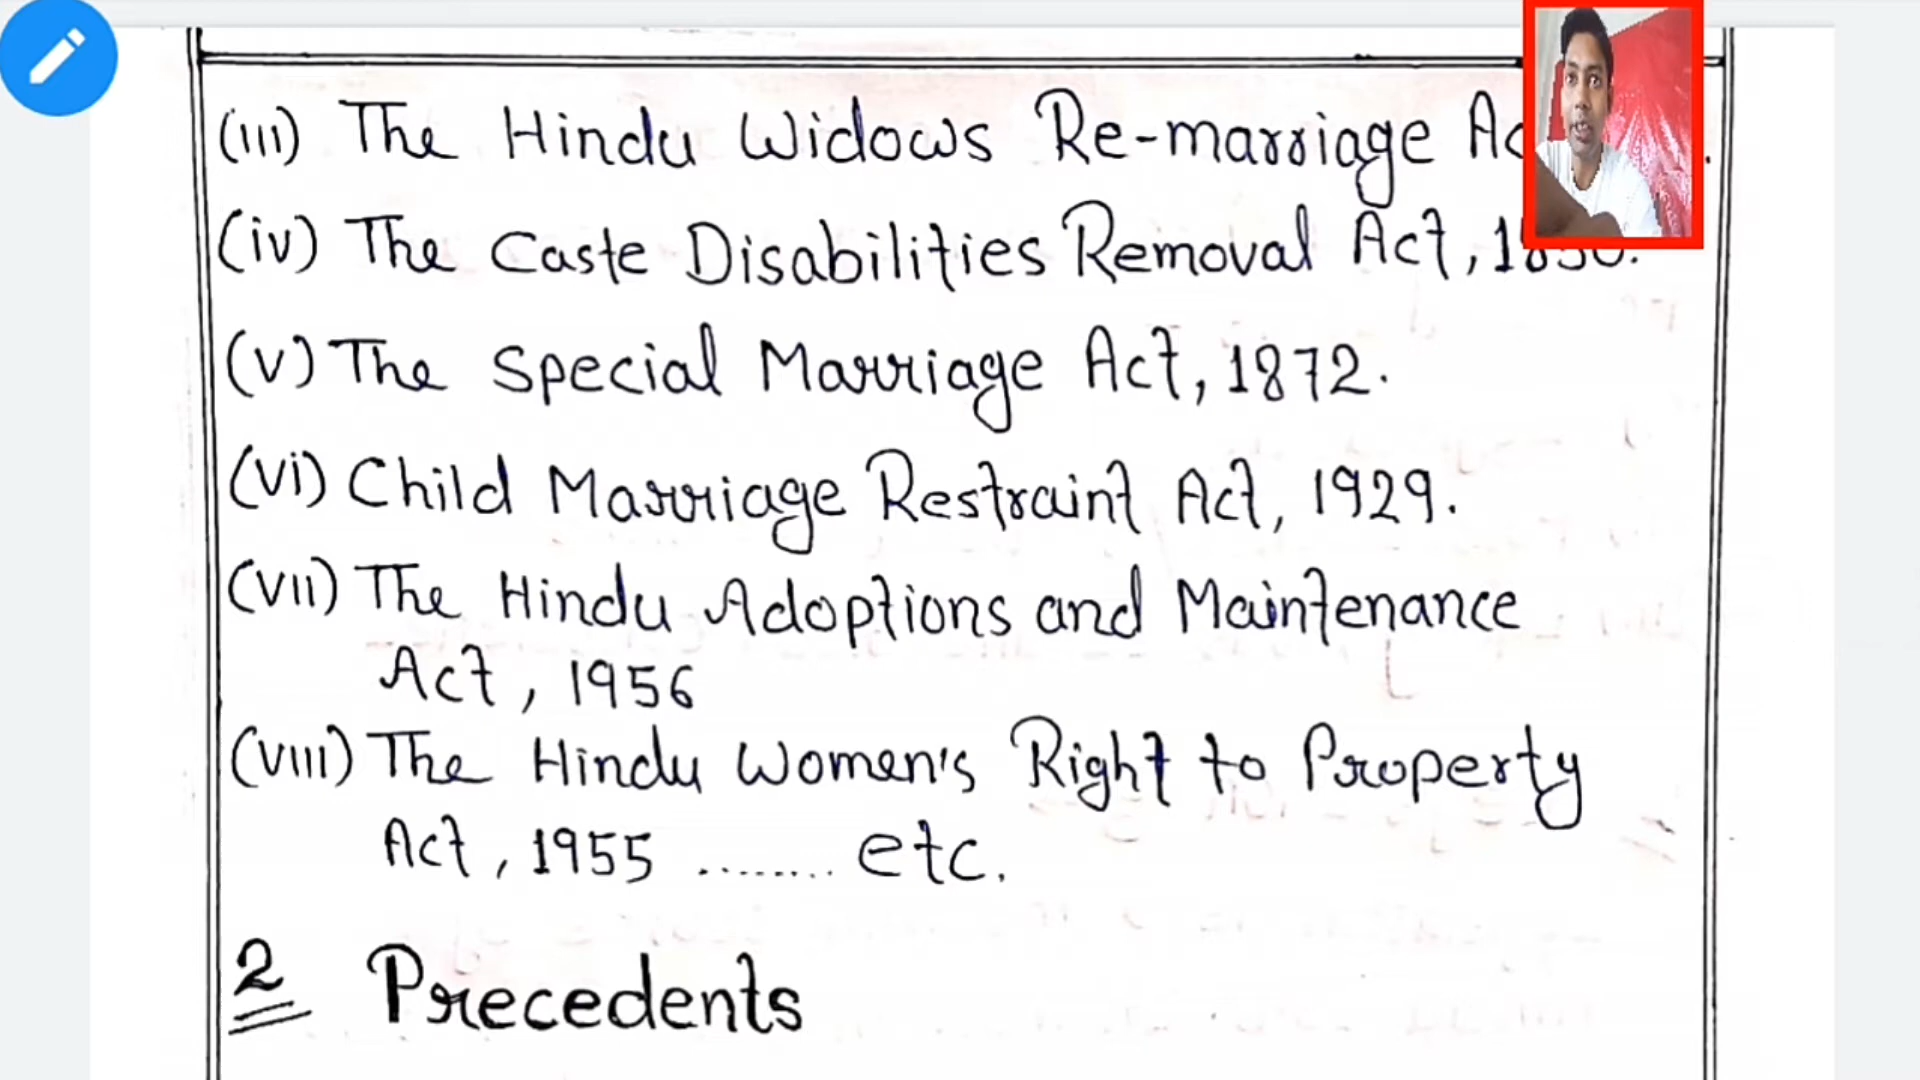 (iii) The Hindu Widows Re-marriage
(iv) The Caste Disabilities Removal Act, 1850.
(v) The Special Marriage Act, 1872.
(vi) Child Marriage Restraint Act, 1929.
(vii) The Hindu Adoptions and Maintenance
Act, 1956
(viii) The Hindu Women's Right to Property
Act, 1955 ........ etc.
2 Precedents